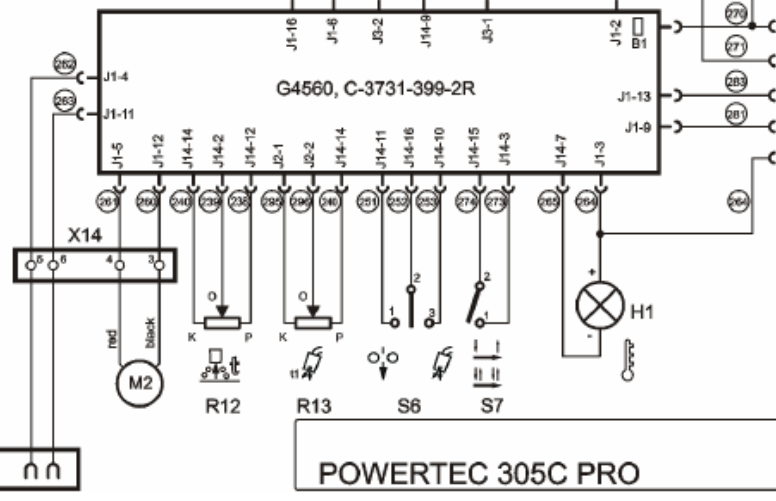 J1-16 J1-6 J3-2 J14-9 J3-1 J1-2 B1 270
271
262 J1-4
G4560, C-3731-399-2R
J1-13 283
263 J1-11
J1-9 281
J1-5 J1-12 J14-14 J14-2 J14-12 J2-1 J2-2 J14-14 J14-11 J14-16 J14-10 J14-15 J14-3 J14-7 J1-3
261 260 240 239 238 295 296 240 251 252 253 274 273 265 264 264
X14
5 6 4 3
+
2 2
O O
1 3 1
H1
-
red black
K P K P
M2
t
t1
R12 R13 S6 S7
POWERTEC 305C PRO